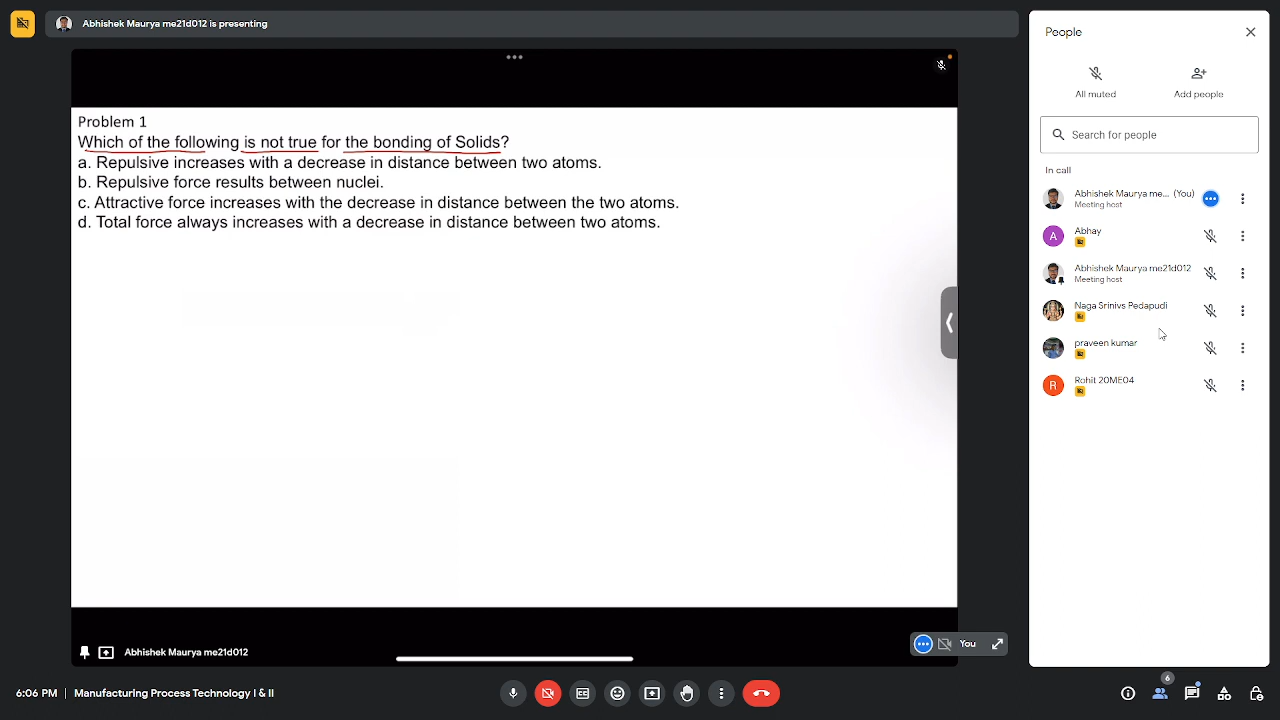 Abhishek Maurya me21d012 is presenting
Problem 1
Which of the following is not true for the bonding of Solids?
a. Repulsive increases with a decrease in distance between two atoms.
b. Repulsive force results between nuclei.
c. Attractive force increases with the decrease in distance between the two atoms.
d. Total force always increases with a decrease in distance between two atoms.
Abhishek Maurya me21d012
You
People
All muted
Add people
Search for people
In call
Abhishek Maurya me... (You)
Meeting host
A
Abhay
Abhishek Maurya me21d012
Meeting host
Naga Srinivs Pedapudi
praveen kumar
R
Rohit 20ME04
6:06 PM | Manufacturing Process Technology I & II
6